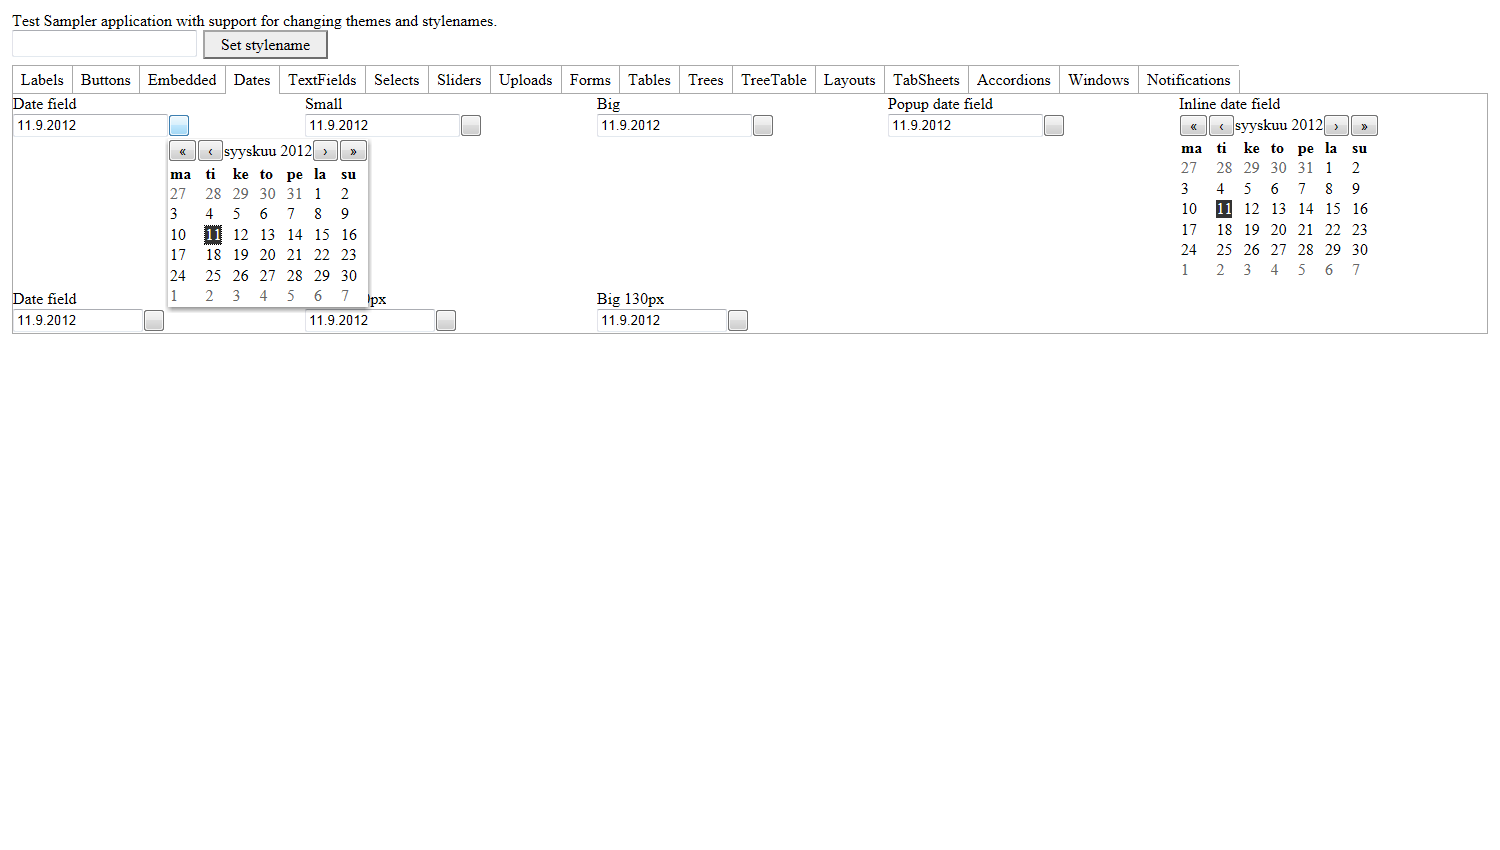 Test Sampler application with support for changing themes and stylenames.
Set stylename
Labels Buttons Embedded Dates TextFields Selects Sliders Uploads Forms Tables Trees TreeTable Layouts TabSheets Accordions Windows Notifications
Date field Small Big Popup date field Inline date field
11.9.2012 11.9.2012 11.9.2012 11.9.2012 « ‹ syyskuu 2012 › »
« ‹ syyskuu 2012 › »
ma ti ke to pe la su
27 28 29 30 31 1 2
3 4 5 6 7 8 9
10 11 12 13 14 15 16
17 18 19 20 21 22 23
24 25 26 27 28 29 30
1 2 3 4 5 6 7
ma ti ke to pe la su
27 28 29 30 31 1 2
3 4 5 6 7 8 9
10 11 12 13 14 15 16
17 18 19 20 21 22 23
24 25 26 27 28 29 30
1 2 3 4 5 6 7
Date field px Big 130px
11.9.2012 11.9.2012 11.9.2012